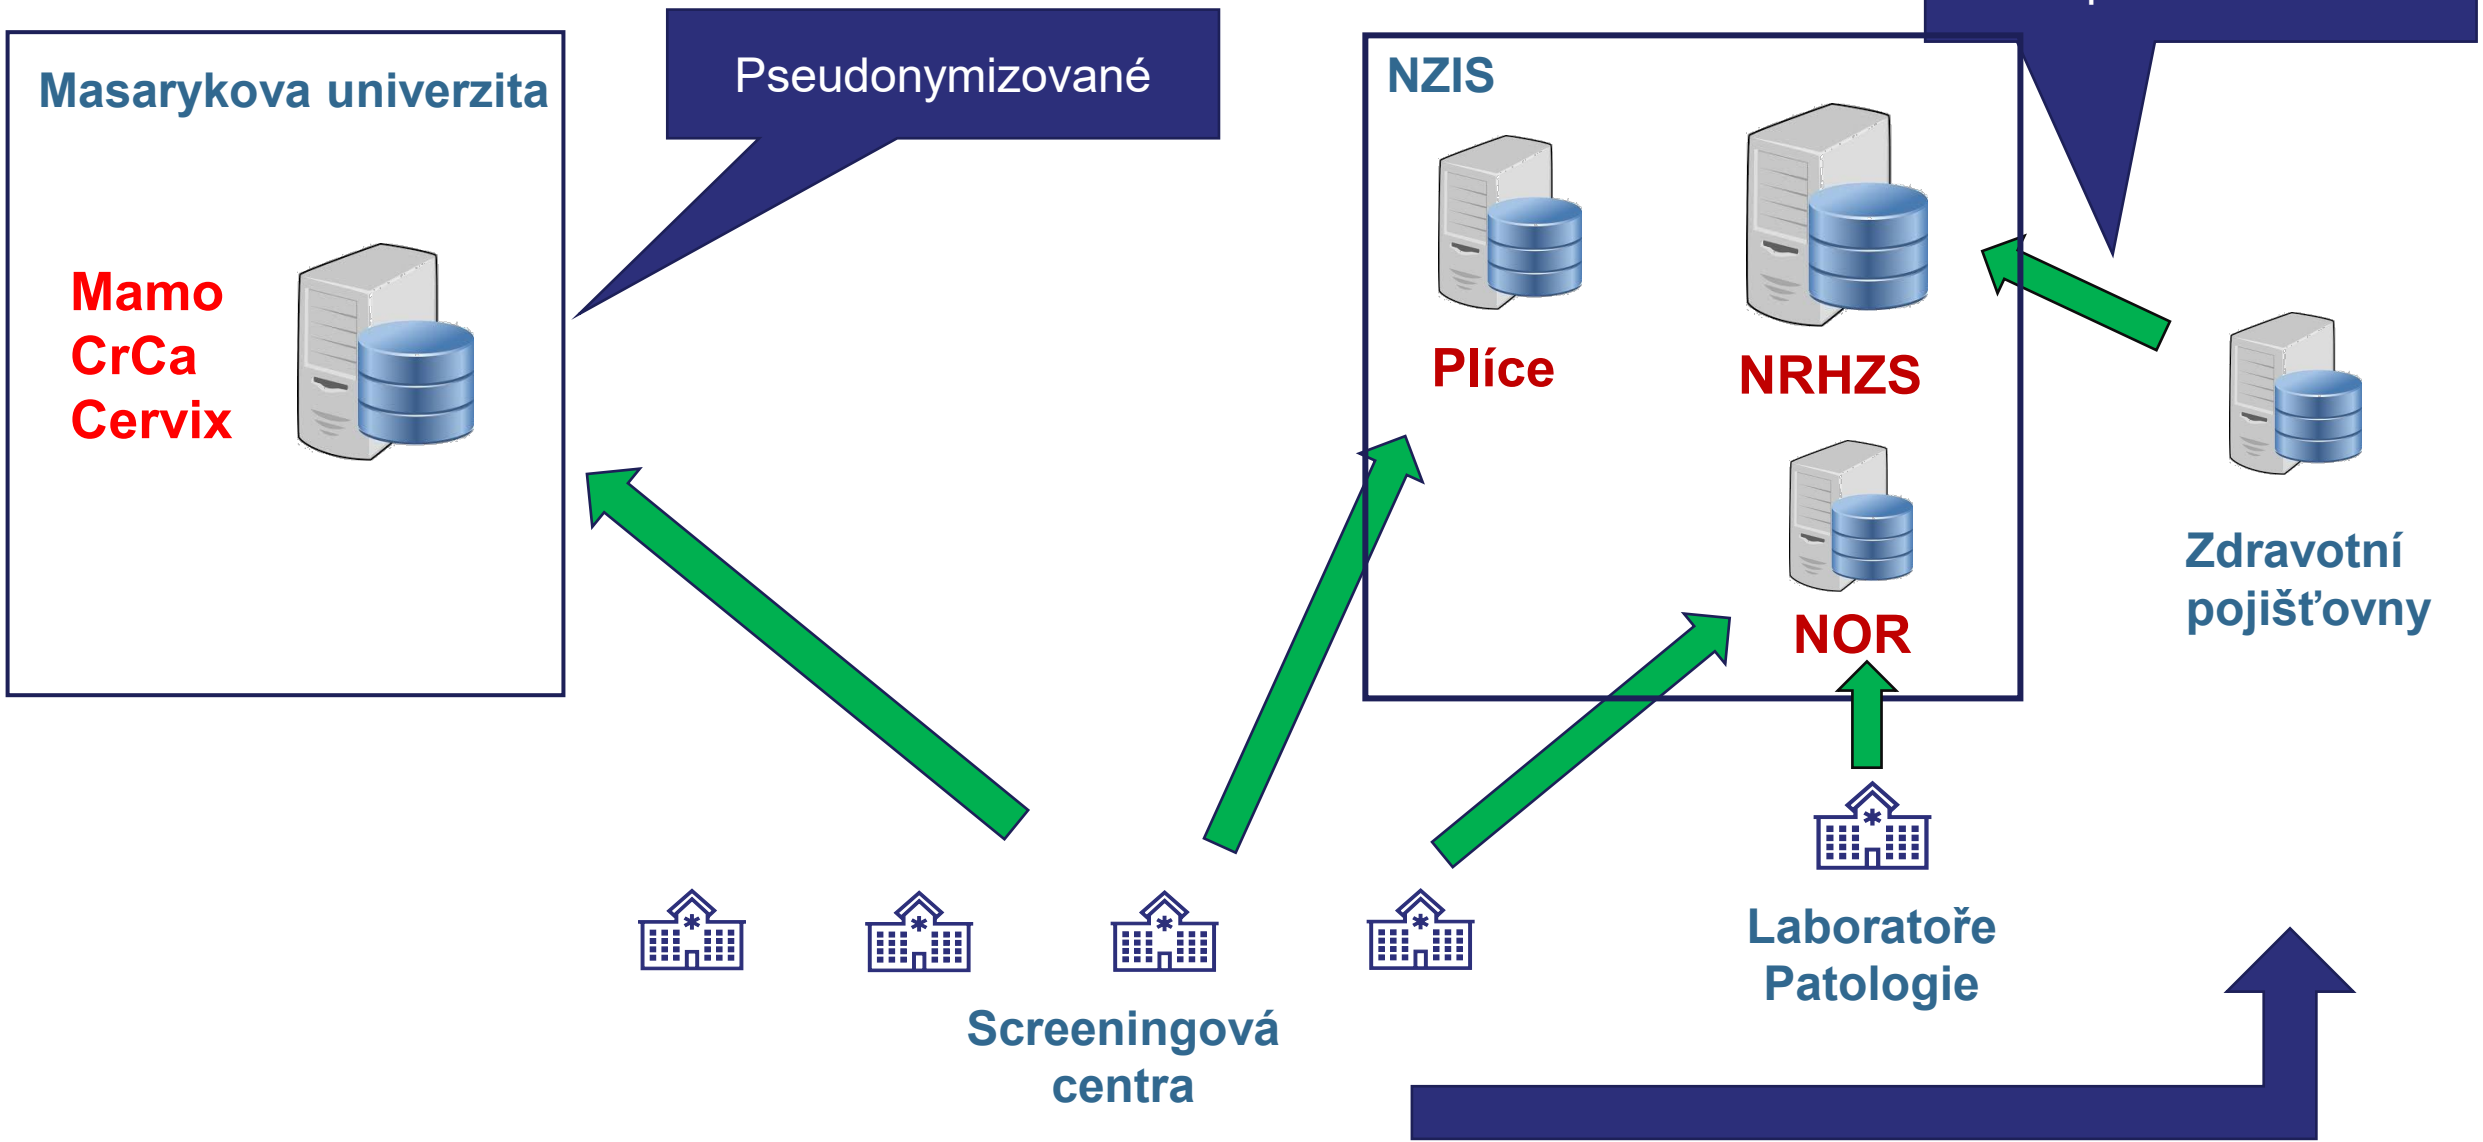 Masarykova univerzita
Mamo
CrCa
Cervix
Pseudonymizované
NZIS
Plíce
NRHZS
NOR
Zdravotní
pojišťovny
Laboratoře
Patologie
Screeningová
centra